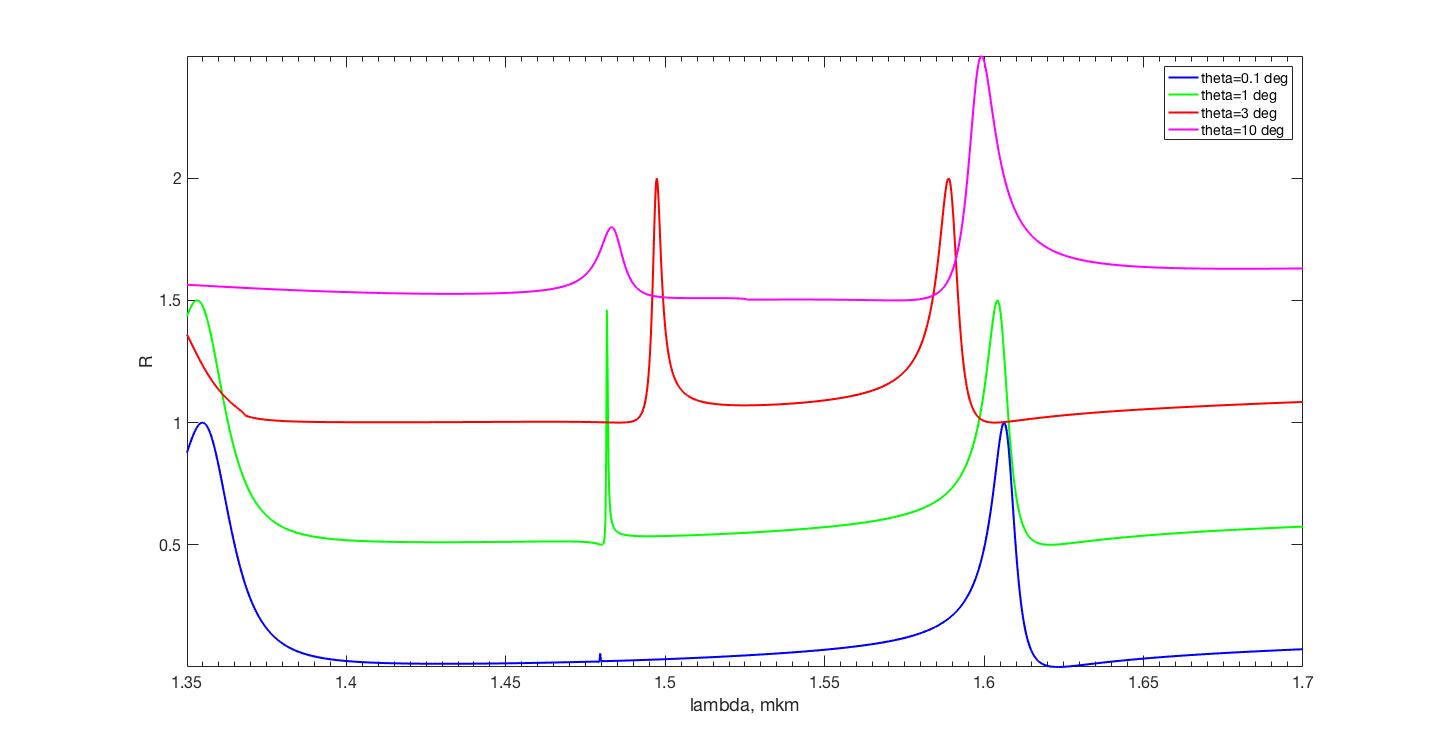 theta=0.1 deg
theta=1 deg
theta=3 deg
theta=10 deg
2
1.5
1
0.5
R
1.35 1.4 1.45 1.5 1.55 1.6 1.65 1.7
lambda, mkm